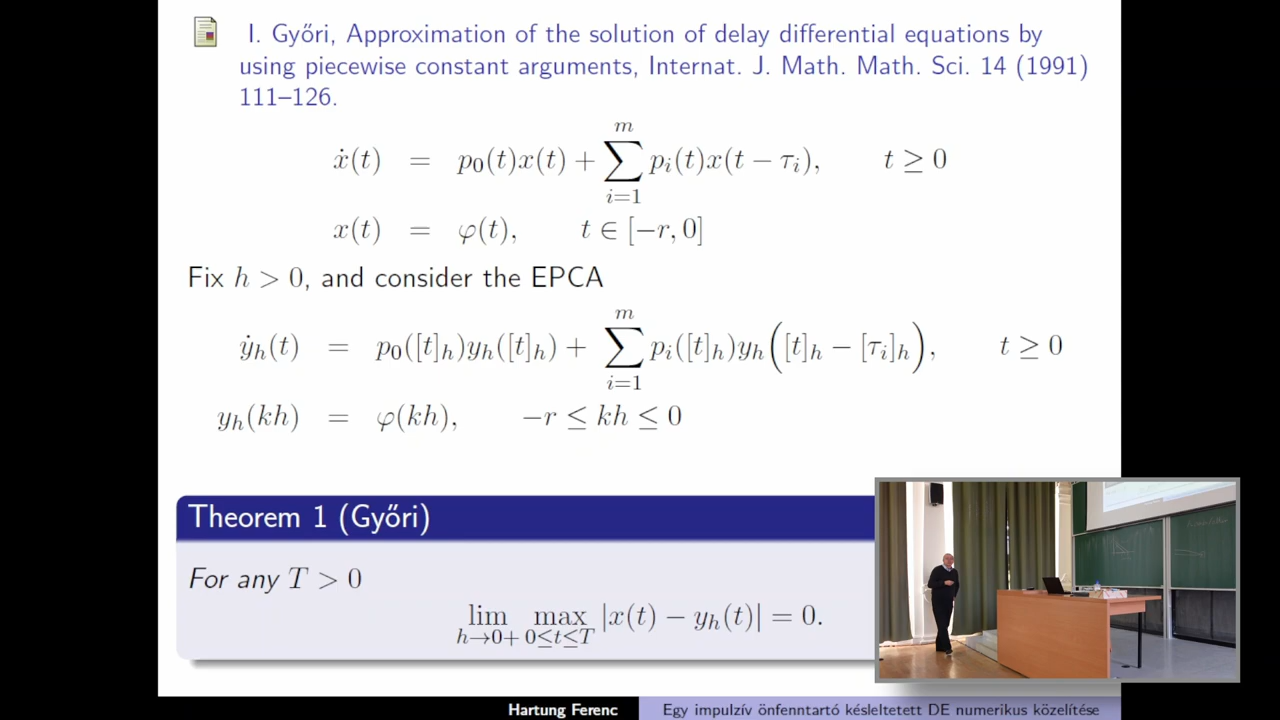 I. Győri, Approximation of the solution of delay differential equations by
using piecewise constant arguments, Internat. J. Math. Math. Sci. 14 (1991)
111–126.
ẋ(t) = p₀(t)x(t) + ∑_{i=1}^{m} pᵢ(t)x(t − τᵢ), t ≥ 0
x(t) = φ(t), t ∈ [−r, 0]
Fix h > 0, and consider the EPCA
ẏₕ(t) = p₀([t]ₕ)yₕ([t]ₕ) + ∑_{i=1}^{m} pᵢ([t]ₕ)yₕ([t]ₕ − [τᵢ]ₕ), t ≥ 0
yₕ(kh) = φ(kh), −r ≤ kh ≤ 0
Theorem 1 (Győri)
For any T > 0
lim_{h→0+} max_{0≤t≤T} |x(t) − yₕ(t)| = 0.
Hartung Ferenc Egy impulzív önfenntartó késleltetett DE numerikus közelítése